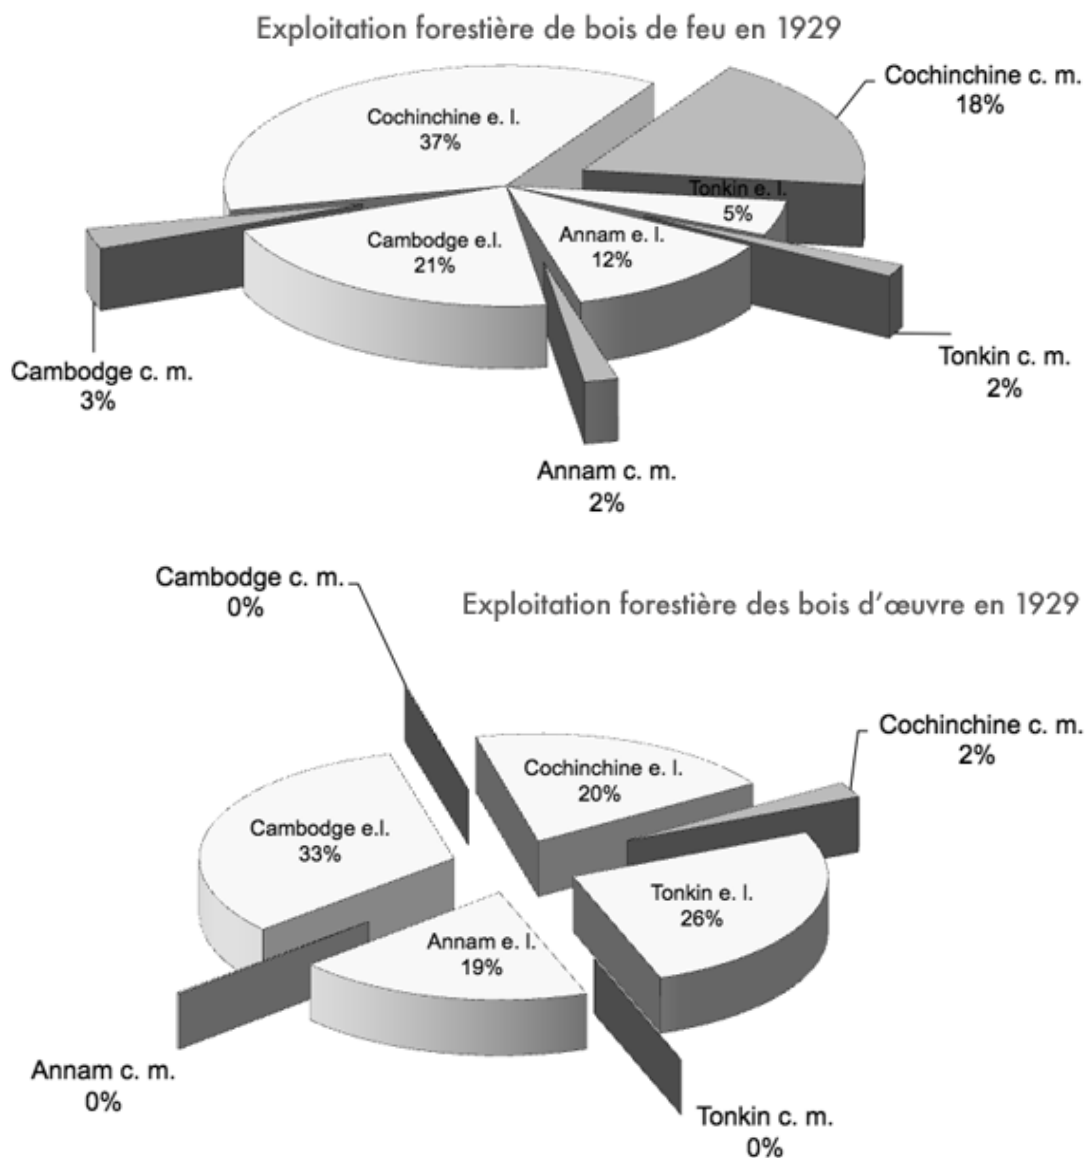 Exploitation forestière de bois de feu en 1929
Cochinchine c. m.
18%
Cochinchine e. l.
37%
Tonkin e. l.
5%
Annam e. l.
12%
Cambodge e.l.
21%
Tonkin c. m.
2%
Cambodge c. m.
3%
Annam c. m.
2%
Cambodge c. m.
0%
Exploitation forestière des bois d'œuvre en 1929
Cochinchine c. m.
2%
Cochinchine e. l.
20%
Cambodge e.l.
33%
Tonkin e. l.
26%
Annam e. l.
19%
Annam c. m.
0%
Tonkin c. m.
0%